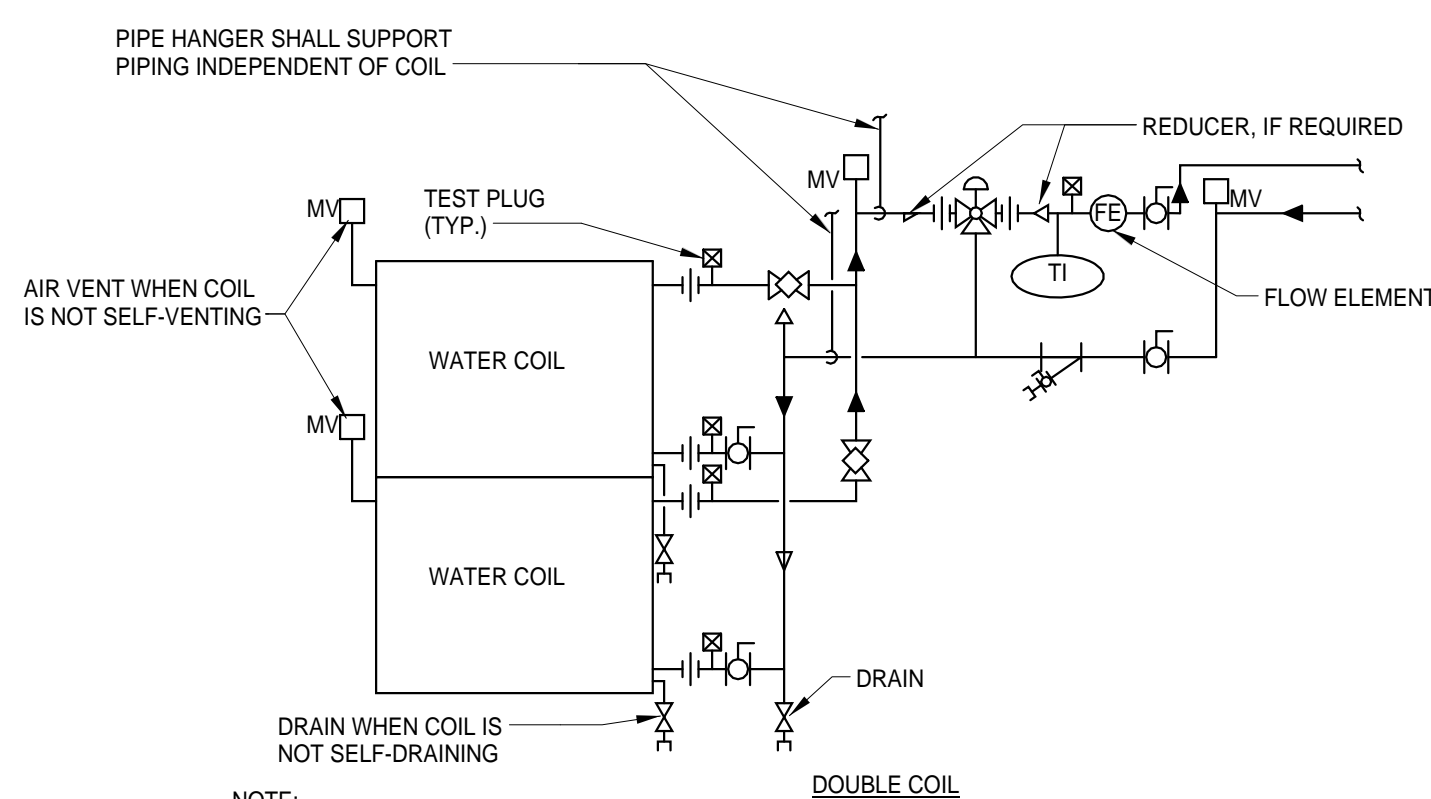 PIPE HANGER SHALL SUPPORT
PIPING INDEPENDENT OF COIL
REDUCER, IF REQUIRED
MV
MV
TEST PLUG
(TYP.)
MV
FE
TI
AIR VENT WHEN COIL
IS NOT SELF-VENTING
FLOW ELEMENT
WATER COIL
MV
WATER COIL
DRAIN
DRAIN WHEN COIL IS
NOT SELF-DRAINING
DOUBLE COIL
NOTE: